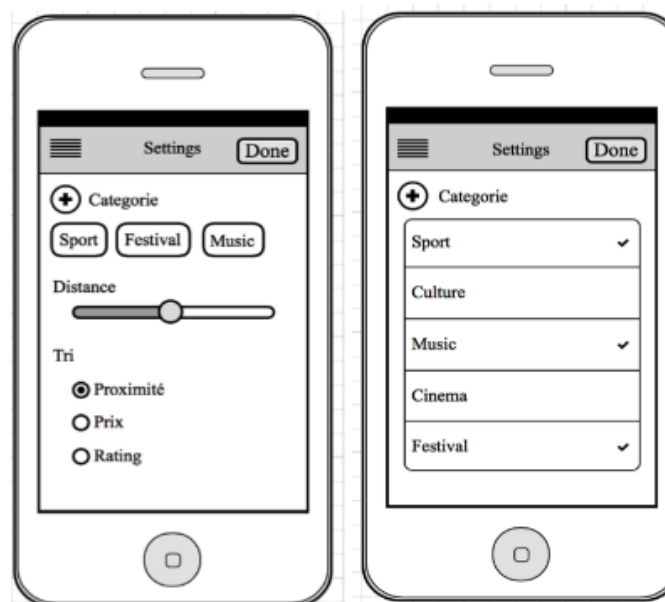 Settings Done
Categorie
Sport Festival Music
Distance
Tri
Proximité
Prix
Rating
Settings Done
Categorie
Sport
Culture
Music
Cinema
Festival